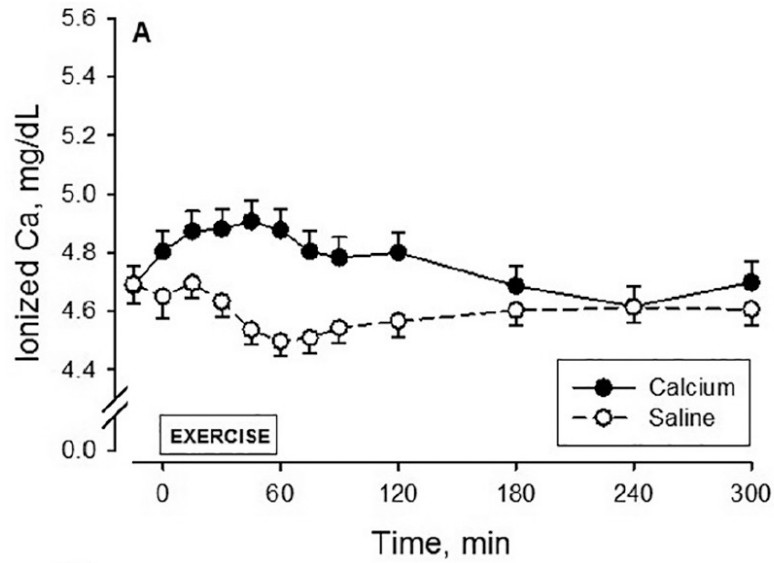 A
5.6
5.4
5.2
5.0
4.8
4.6
4.4
0.0
Ionized Ca, mg/dL
EXERCISE
Calcium
Saline
0 60 120 180 240 300
Time, min